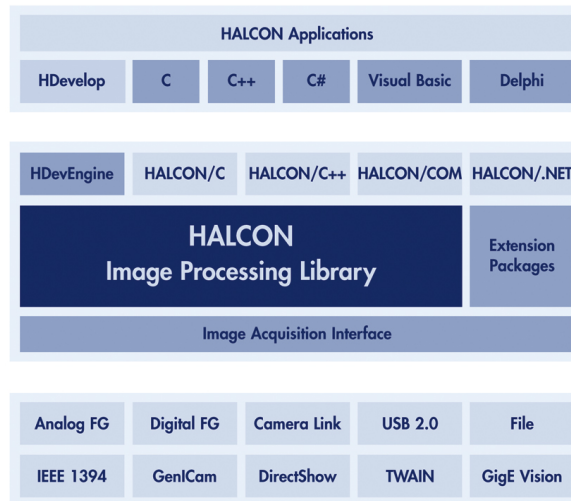 HALCON Applications
HDevelop C C++ C# Visual Basic Delphi
HDevEngine HALCON/C HALCON/C++ HALCON/COM HALCON/.NET
HALCON
Image Processing Library
Extension
Packages
Image Acquisition Interface
Analog FG Digital FG Camera Link USB 2.0 File
IEEE 1394 GenICam DirectShow TWAIN GigE Vision